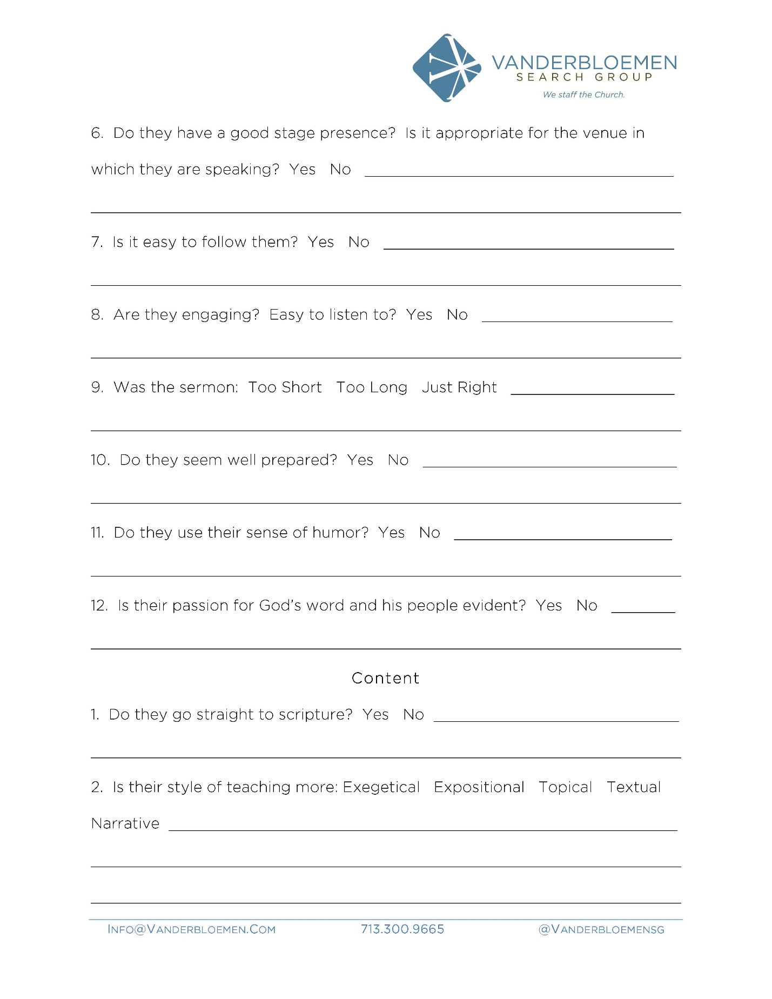 VANDERBLOEMEN
SEARCH GROUP
We staff the Church.
6. Do they have a good stage presence? Is it appropriate for the venue in
which they are speaking? Yes No
7. Is it easy to follow them? Yes No
8. Are they engaging? Easy to listen to? Yes No
9. Was the sermon: Too Short Too Long Just Right
10. Do they seem well prepared? Yes No
11. Do they use their sense of humor? Yes No
12. Is their passion for God's word and his people evident? Yes No
Content
1. Do they go straight to scripture? Yes No
2. Is their style of teaching more: Exegetical Expositional Topical Textual
Narrative
INFO@VANDERBLOEMEN.COM 713.300.9665 @VANDERBLOEMENSG